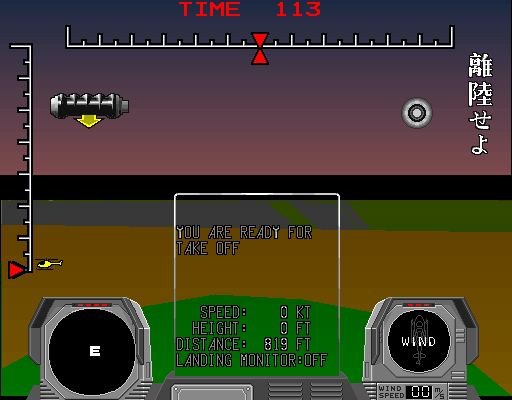 TIME 113
離陸せよ
YOU ARE READY FOR
TAKE OFF
SPEED: 0 KT
HEIGHT: 0 FT
DISTANCE: 819 FT
LANDING MONITOR:OFF
E
WIND
WIND SPEED 00 m/s